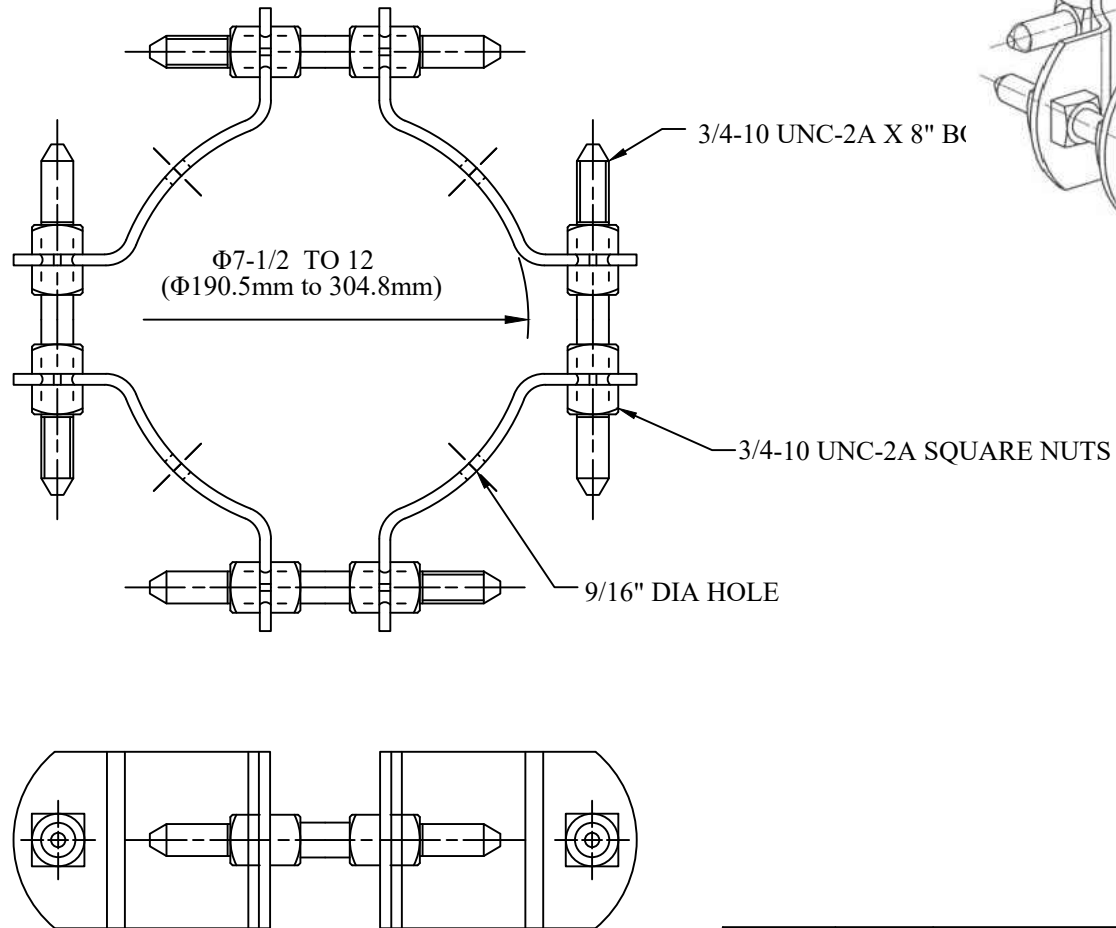 3/4-10 UNC-2A X 8"
Φ7-1/2 TO 12
(Φ190.5mm to 304.8mm)
3/4-10 UNC-2A SQUARE NUTS
9/16" DIA HOLE